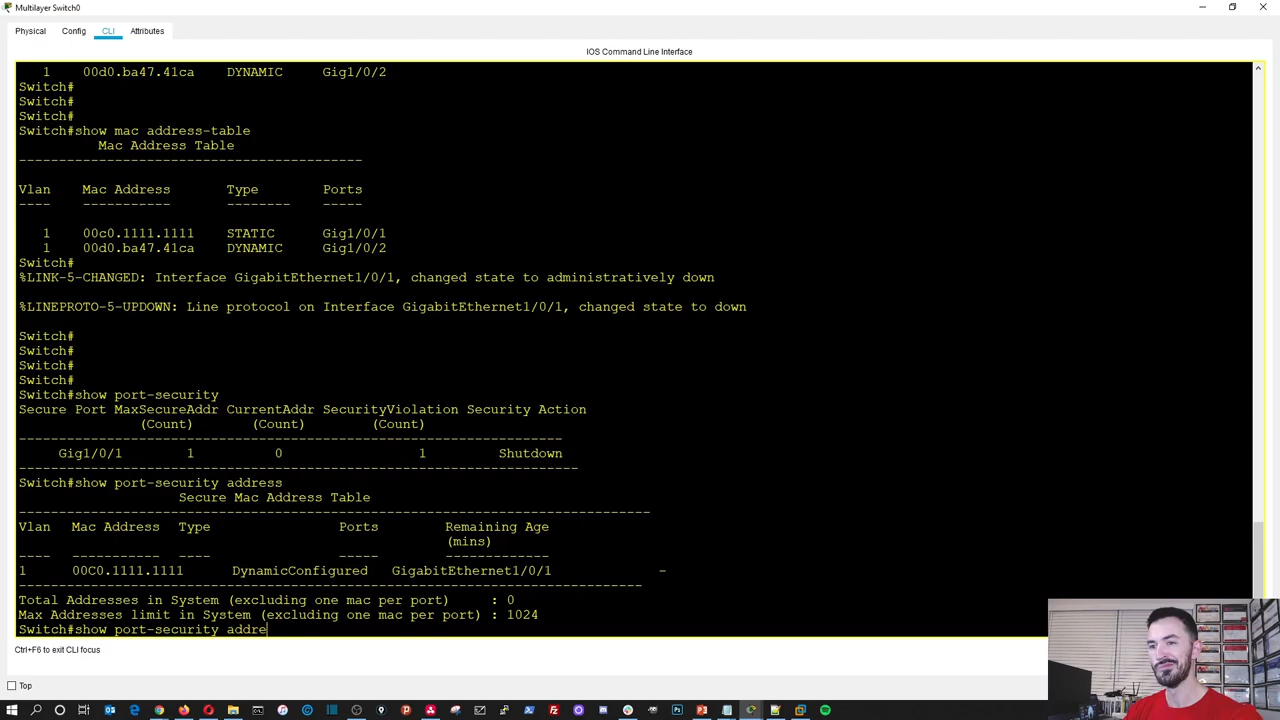 Multilayer Switch0
Physical Config CLI Attributes
IOS Command Line Interface
1 00d0.ba47.41ca DYNAMIC Gig1/0/2
Switch#
Switch#
Switch#
Switch#show mac address-table
Mac Address Table
-------------------------------------------
Vlan Mac Address Type Ports
---- ----------- -------- -----
1 00c0.1111.1111 STATIC Gig1/0/1
1 00d0.ba47.41ca DYNAMIC Gig1/0/2
Switch#
%LINK-5-CHANGED: Interface GigabitEthernet1/0/1, changed state to administratively down
%LINEPROTO-5-UPDOWN: Line protocol on Interface GigabitEthernet1/0/1, changed state to down
Switch#
Switch#
Switch#
Switch#
Switch#show port-security
Secure Port MaxSecureAddr CurrentAddr SecurityViolation Security Action
(Count) (Count) (Count)
--------------------------------------------------------------------
Gig1/0/1 1 0 1 Shutdown
----------------------------------------------------------------------
Switch#show port-security address
Secure Mac Address Table
-------------------------------------------------------------------------------
Vlan Mac Address Type Ports Remaining Age
(mins)
---- ----------- ---- ----- -------------
1 00C0.1111.1111 DynamicConfigured GigabitEthernet1/0/1 -
------------------------------------------------------------------------------
Total Addresses in System (excluding one mac per port) : 0
Max Addresses limit in System (excluding one mac per port) : 1024
Switch#show port-security addre
Ctrl+F6 to exit CLI focus
Top